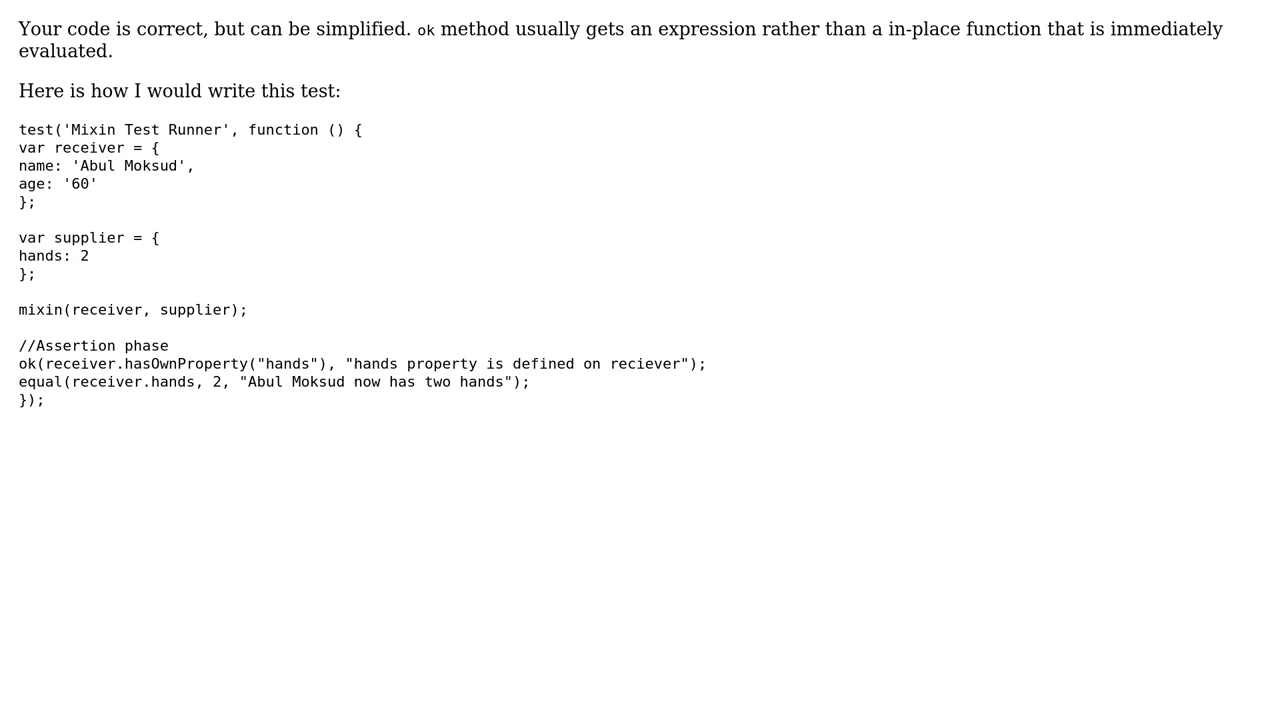 Your code is correct, but can be simplified. ok method usually gets an expression rather than a in-place function that is immediately
evaluated.
Here is how I would write this test:
test('Mixin Test Runner', function () {
var receiver = {
name: 'Abul Moksud',
age: '60'
};
var supplier = {
hands: 2
};
mixin(receiver, supplier);
//Assertion phase
ok(receiver.hasOwnProperty("hands"), "hands property is defined on reciever");
equal(receiver.hands, 2, "Abul Moksud now has two hands");
});